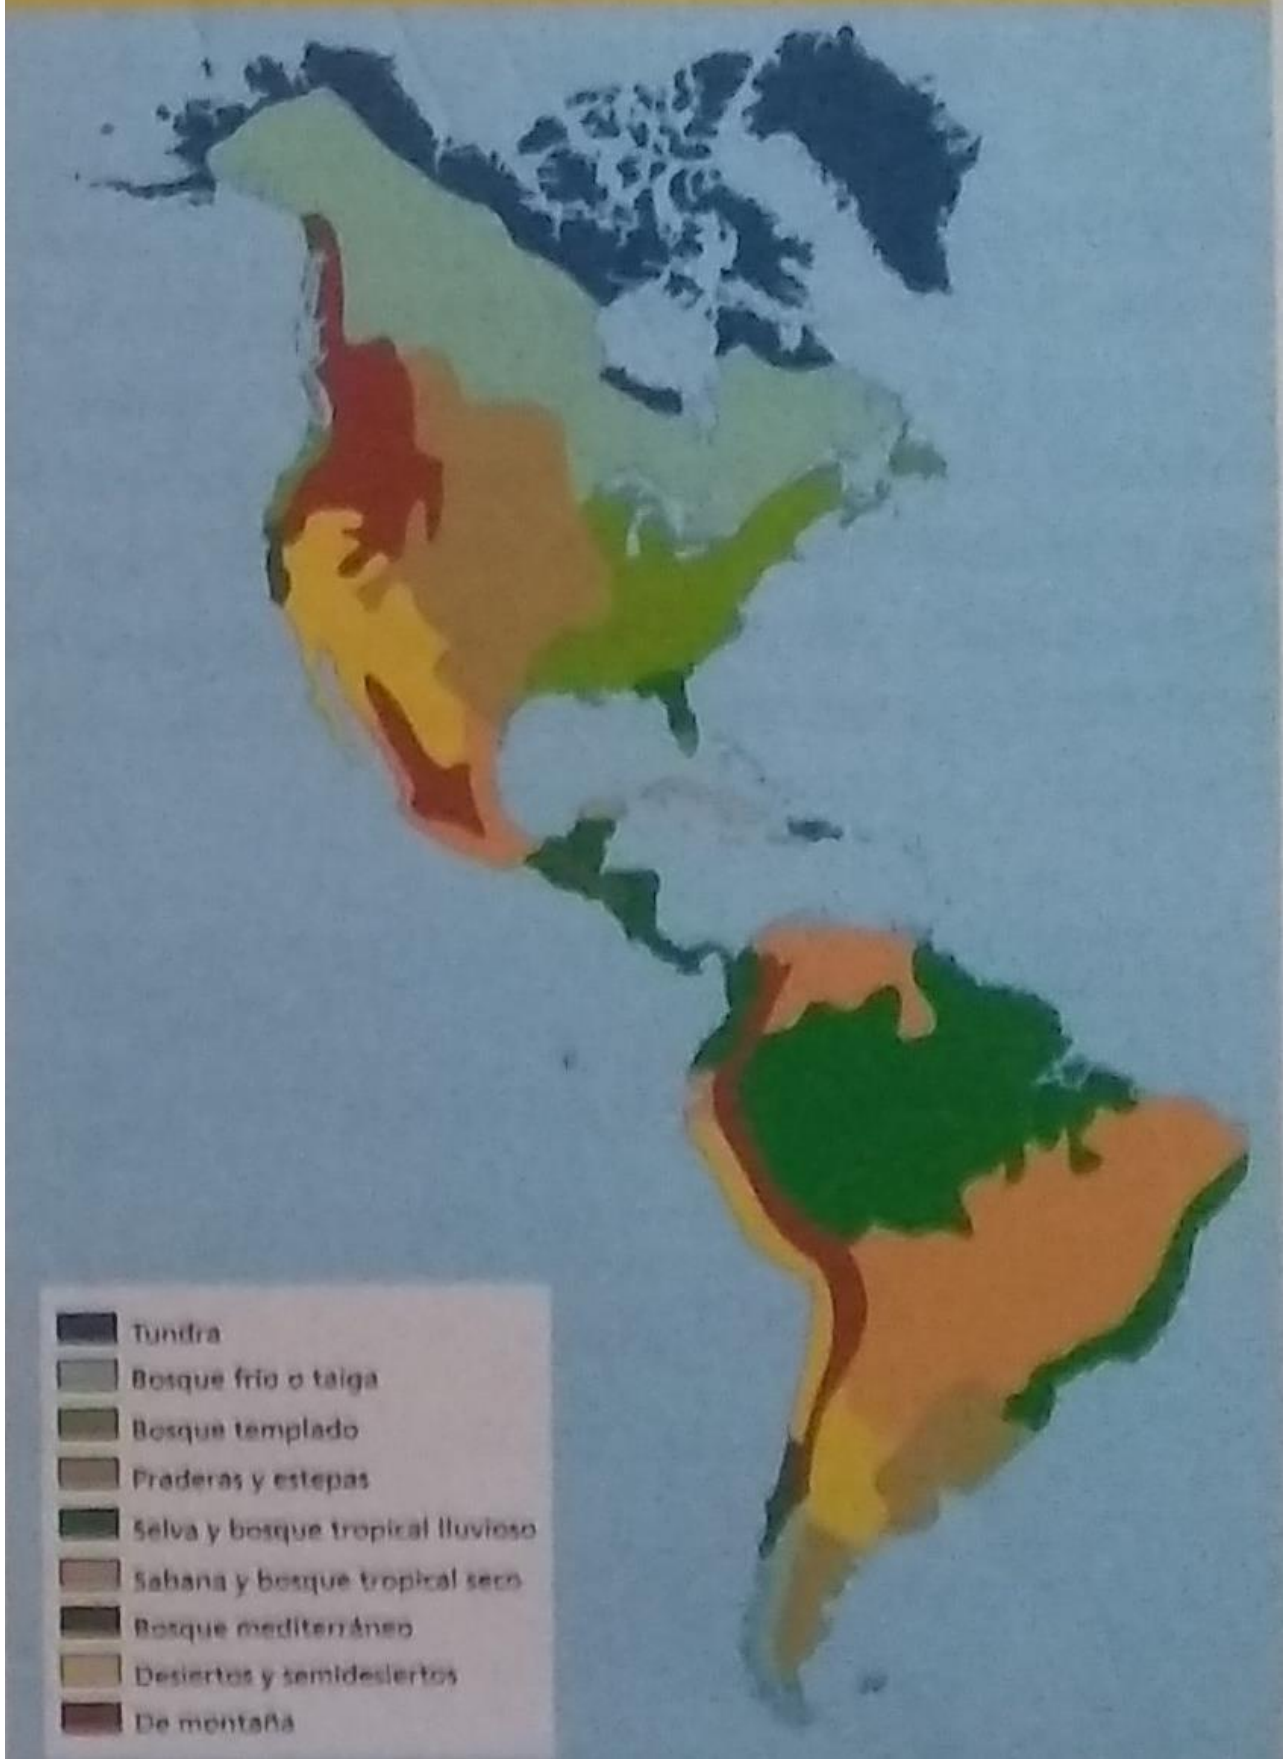 Tundra
Bosque frío o taiga
Bosque templado
Praderas y estepas
Selva y bosque tropical lluvioso
Sabana y bosque tropical seco
Bosque mediterráneo
Desiertos y semidesiertos
De montaña